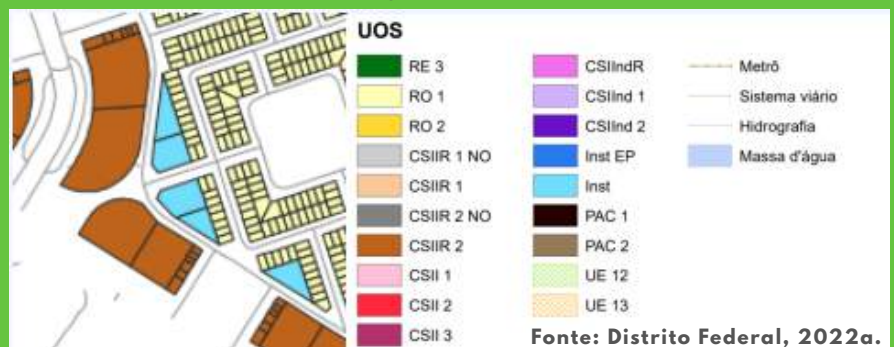 UOS
RE 3
RO 1
RO 2
CSIIR 1 NO
CSIIR 1
CSIIR 2 NO
CSIIR 2
CSII 1
CSII 2
CSII 3
CSIIndR
CSIInd 1
CSIInd 2
Inst EP
Inst
PAC 1
PAC 2
UE 12
UE 13
Metrô
Sistema viário
Hidrografia
Massa d'água
Fonte: Distrito Federal, 2022a.